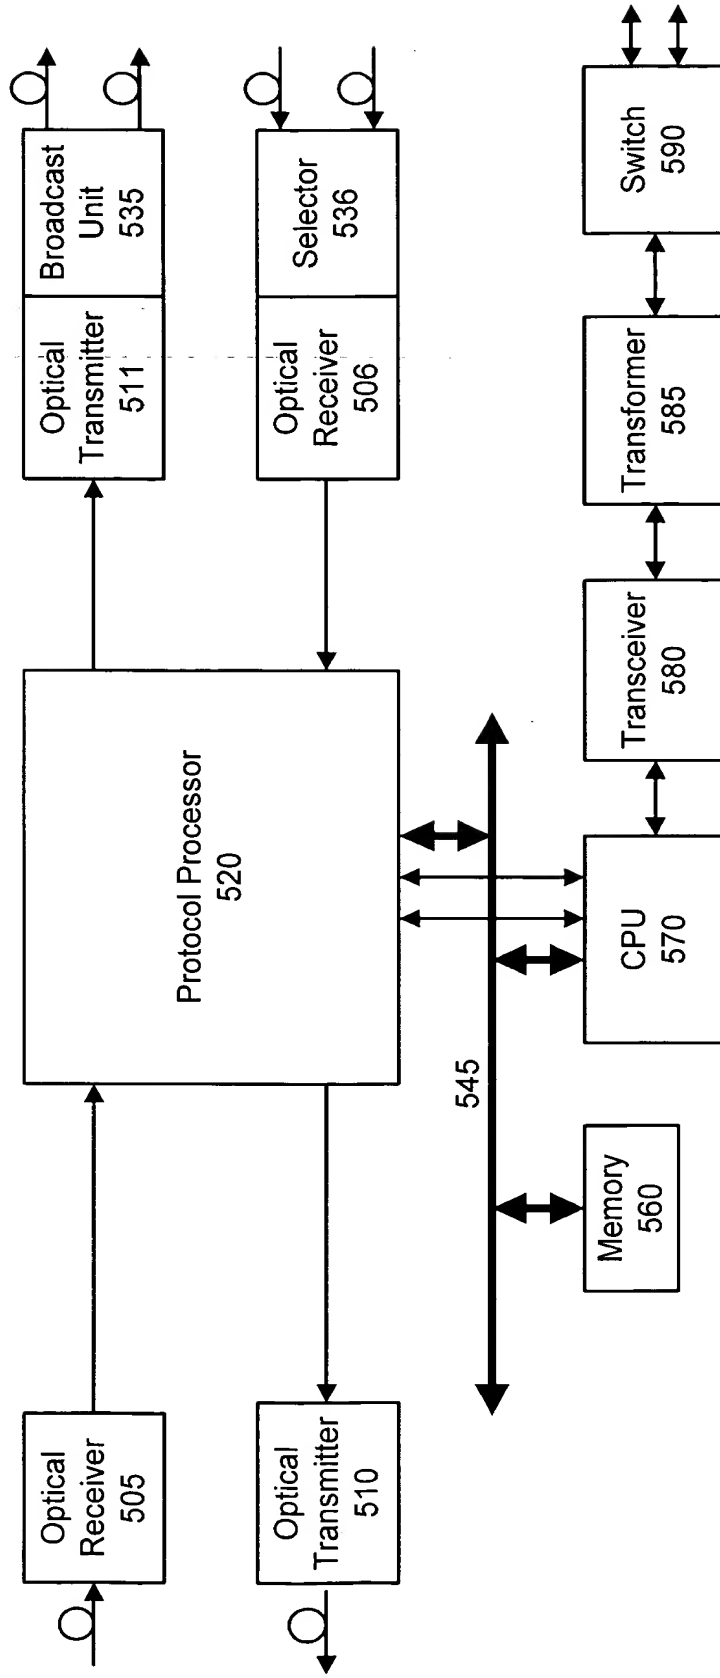 Optical
Receiver
505
Protocol Processor
520
Optical
Transmitter
511
Broadcast
Unit
535
Optical
Transmitter
510
Optical
Receiver
506
Selector
536
545
Memory
560
CPU
570
Transceiver
580
Transformer
585
Switch
590